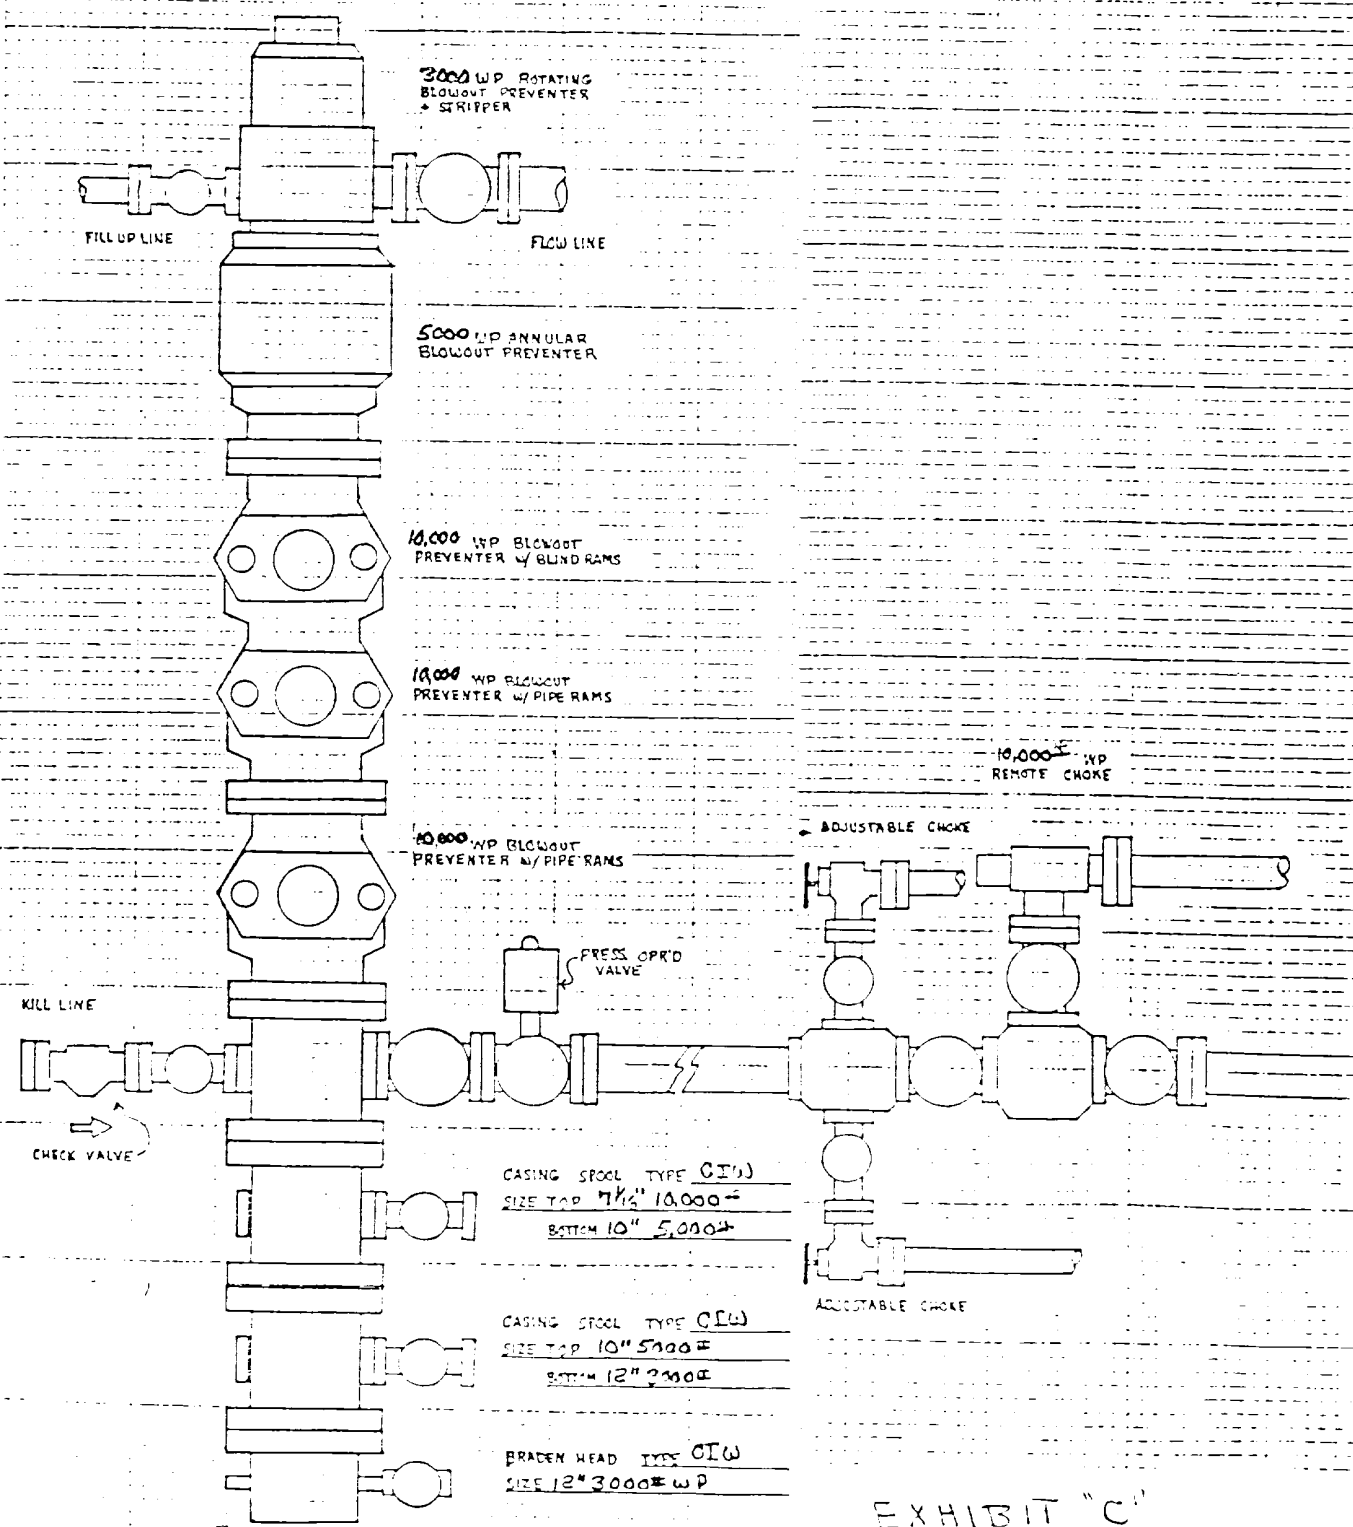 3000 WP ROTATING
BLOWOUT PREVENTER
+ STRIPPER
FILL UP LINE
FLOW LINE
5000 WP ANNULAR
BLOWOUT PREVENTER
10,000 WP BLOWOUT
PREVENTER W/ BLIND RAMS
10,000 WP BLOWOUT
PREVENTER W/ PIPE RAMS
10,000# WP
REMOTE CHOKE
ADJUSTABLE CHOKE
10,000 WP BLOWOUT
PREVENTER W/ PIPE RAMS
PRESS. OPR'D
VALVE
KILL LINE
CHECK VALVE
CASING SPOOL TYPE CIW
SIZE TOP 7 1/16" 10,000#
BOTTOM 10" 5,000#
ADJUSTABLE CHOKE
CASING SPOOL TYPE CIW
SIZE TOP 10" 5000#
BOTTOM 12" 3000#
BRADEN HEAD TYPE CIW
SIZE 12" 3000# WP
EXHIBIT "C"